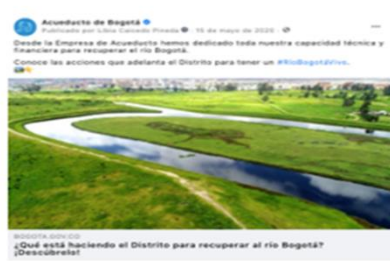 Acueducto de Bogotá
Publicado por Libia Caicedo Pineda · 15 de mayo de 2020 ·
Desde la Empresa de Acueducto hemos dedicado toda nuestra capacidad técnica y
financiera para recuperar el río Bogotá.
Conoce las acciones que adelanta el Distrito para tener un #RíoBogotáVivo.
BOGOTA.GOV.CO
¿Qué está haciendo el Distrito para recuperar al río Bogotá?
¡Descúbrelo!